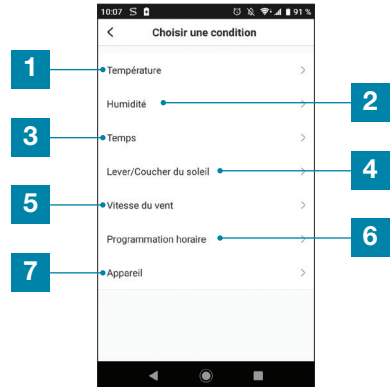 10:07 S 91 %
Choisir une condition
1 Température
Humidité 2
3 Temps
Lever/Coucher du soleil 4
5 Vitesse du vent
Programmation horaire 6
7 Appareil